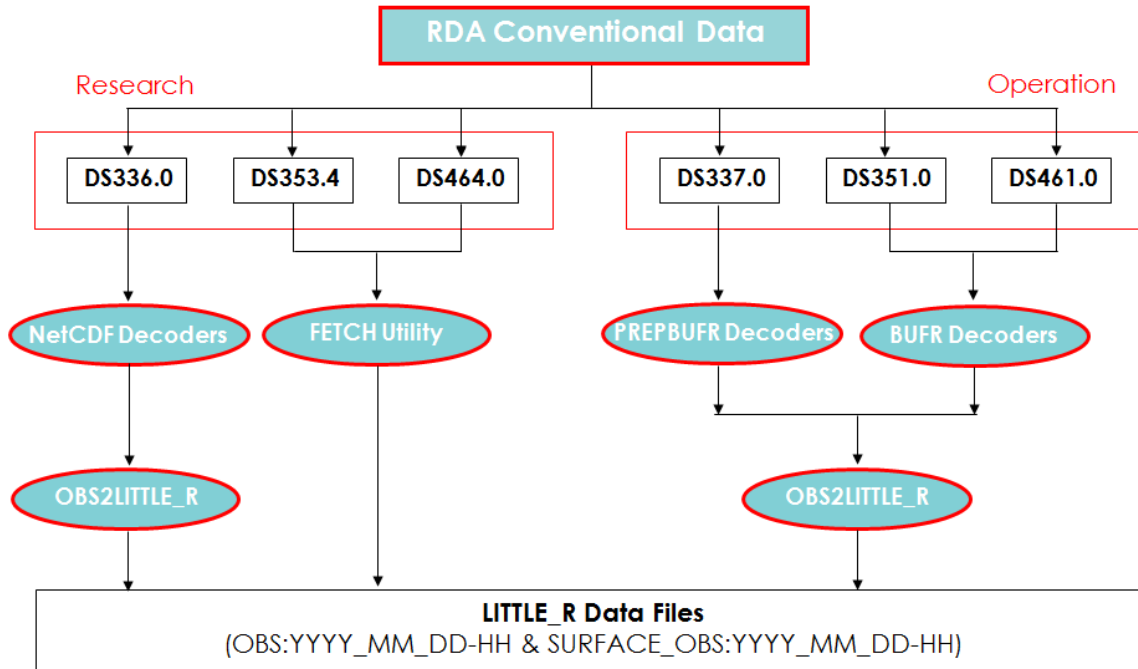 RDA Conventional Data
Research
Operation
DS336.0
DS353.4
DS464.0
DS337.0
DS351.0
DS461.0
NetCDF Decoders
FETCH Utility
PREPBUFR Decoders
BUFR Decoders
OBS2LITTLE_R
OBS2LITTLE_R
LITTLE_R Data Files
(OBS:YYYY_MM_DD-HH & SURFACE_OBS:YYYY_MM_DD-HH)